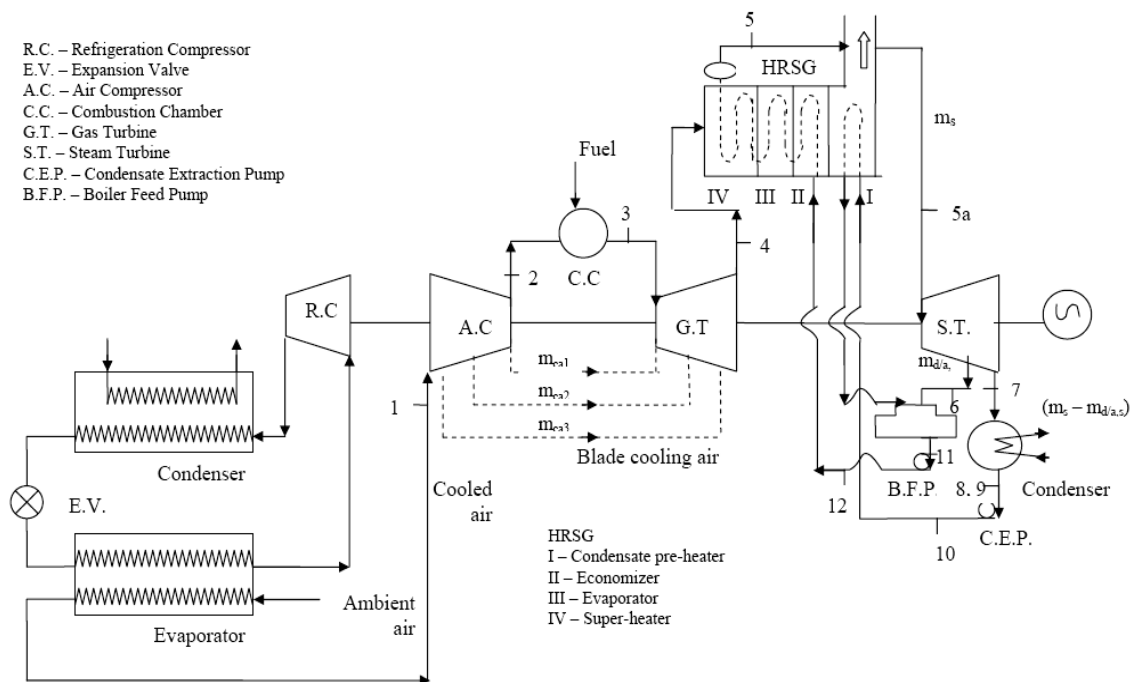 R.C. – Refrigeration Compressor
E.V. – Expansion Valve
A.C. – Air Compressor
C.C. – Combustion Chamber
G.T. – Gas Turbine
S.T. – Steam Turbine
C.E.P. – Condensate Extraction Pump
B.F.P. – Boiler Feed Pump
5
HRSG
ms
Fuel
IV
III
II
I
3
5a
2
C.C
4
R.C
A.C
G.T
S.T.
mca1
md/a,
7
1
mca2
6
(ms – md/a,s)
mca3
Blade cooling air
11
Condenser
Cooled
air
12
B.F.P.
8. 9
Condenser
E.V.
C.E.P.
10
HRSG
I – Condensate pre-heater
II – Economizer
III – Evaporator
IV – Super-heater
Ambient
air
Evaporator